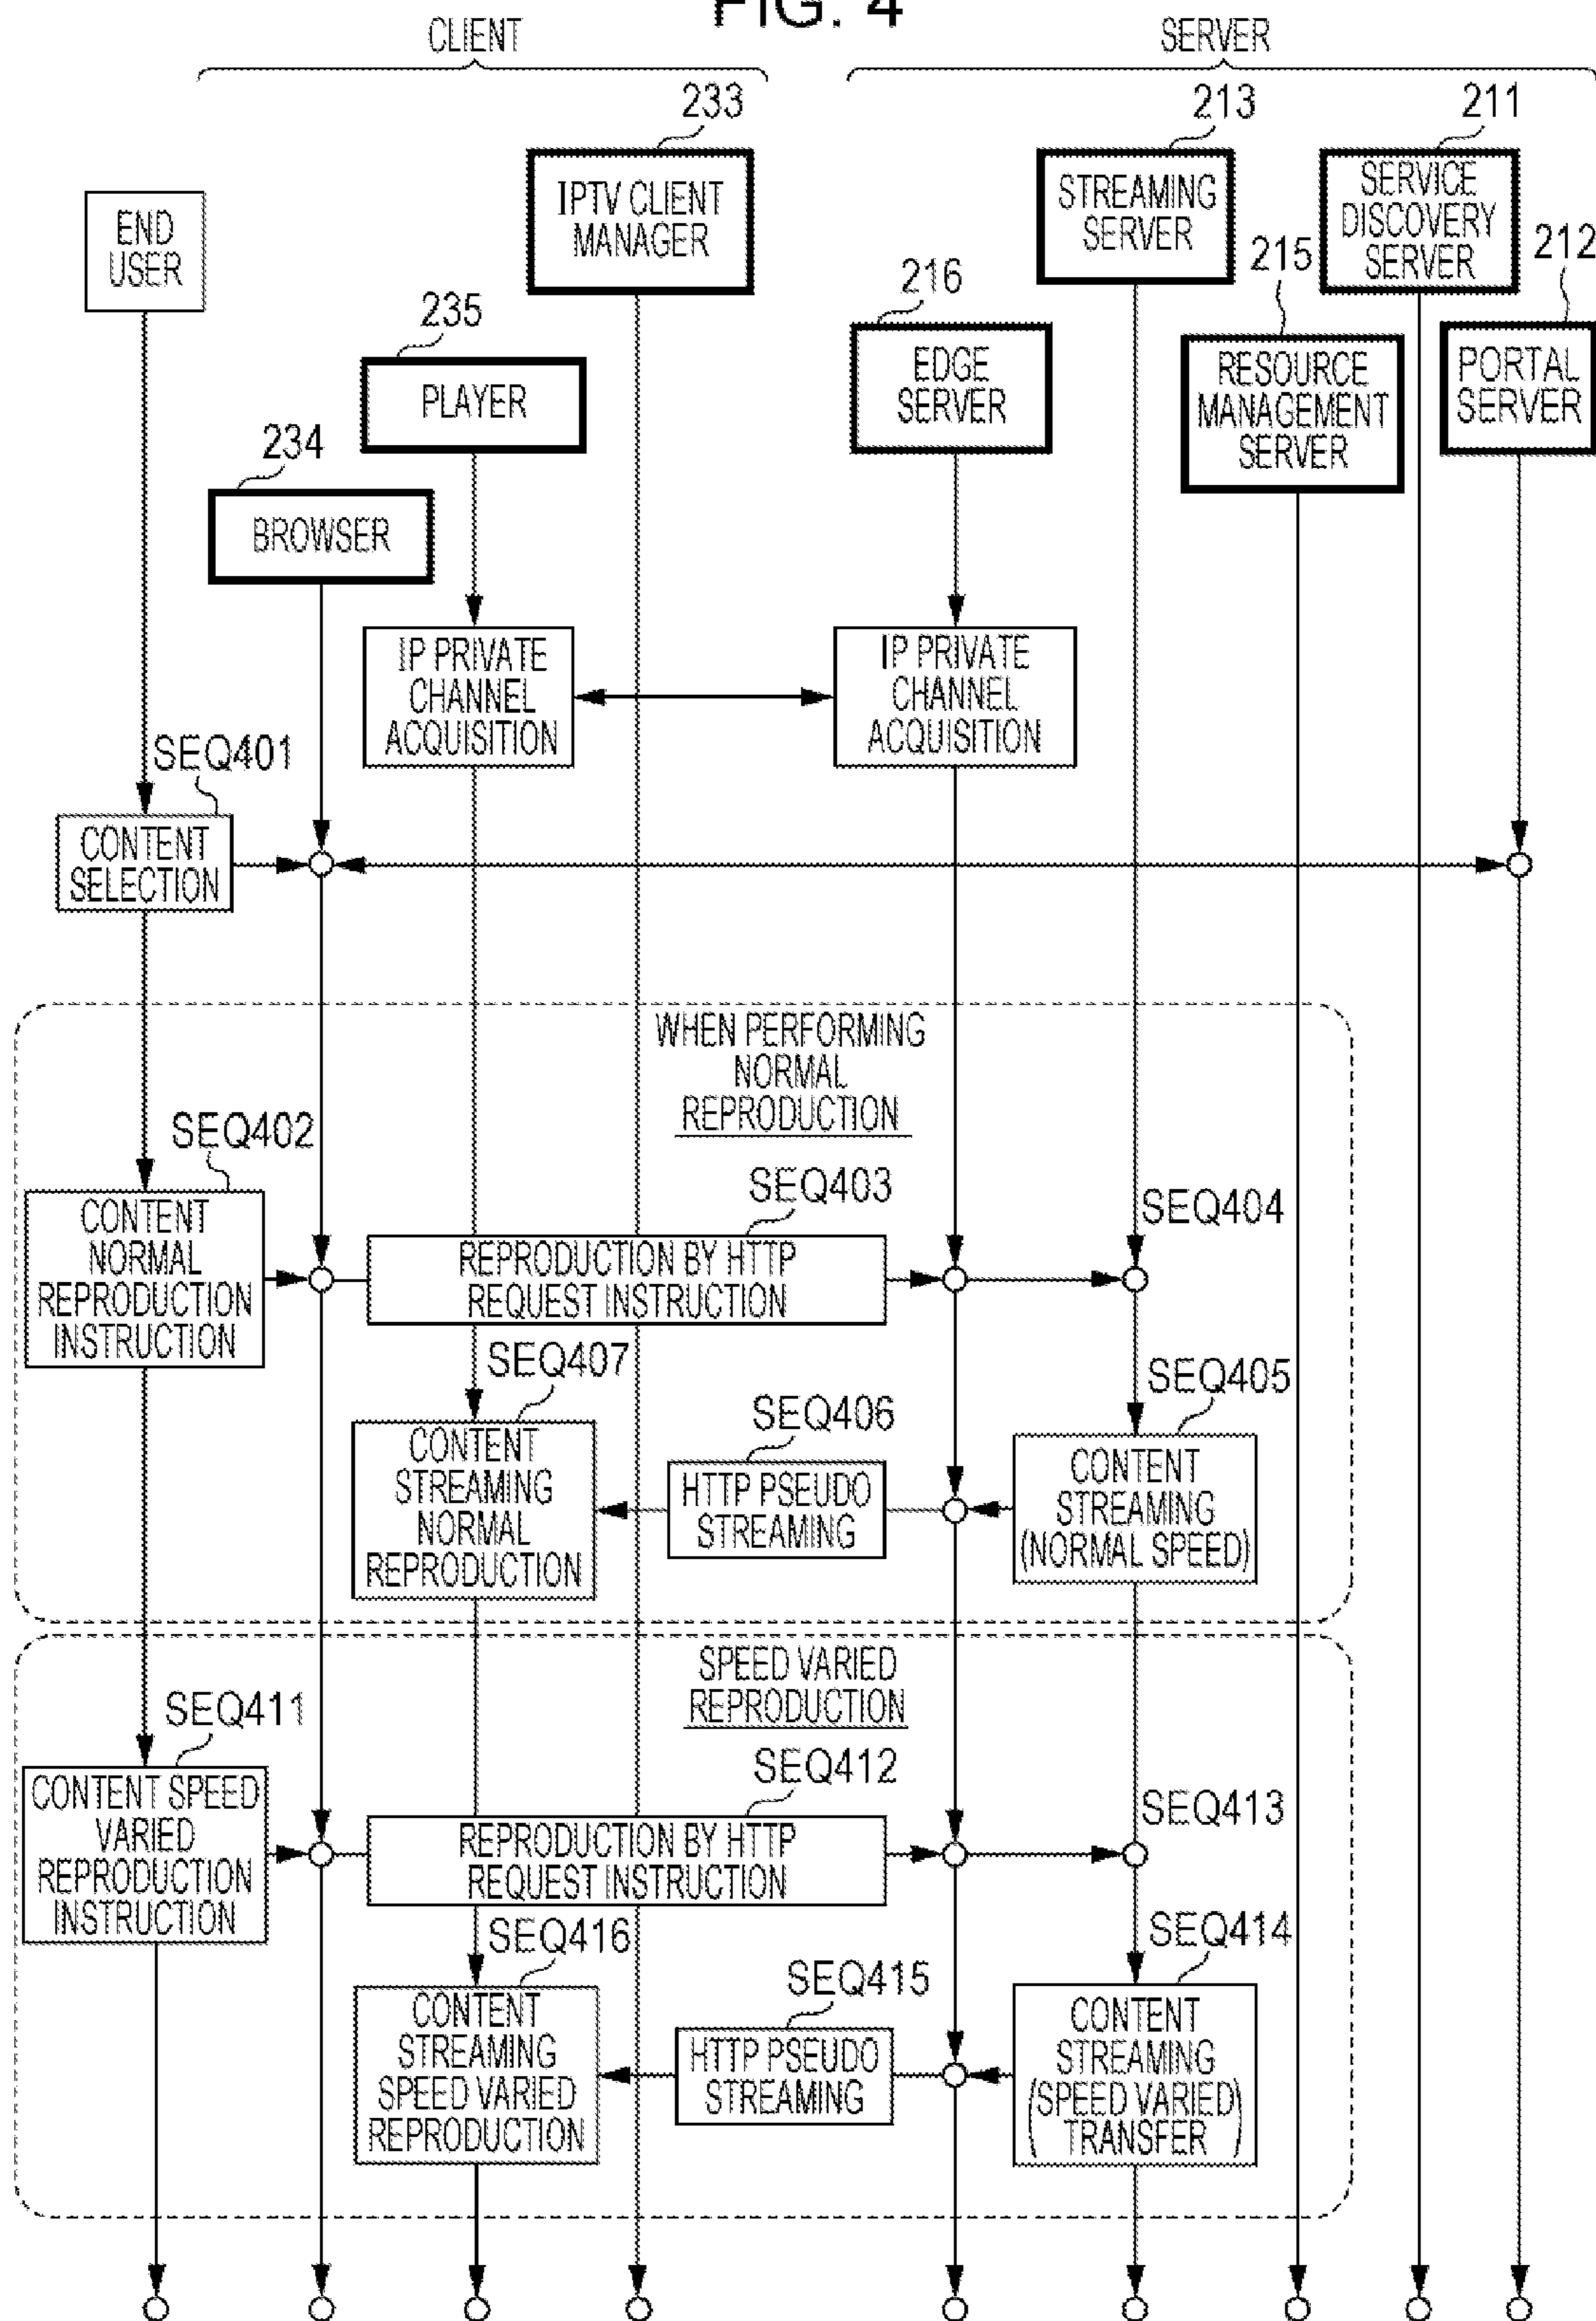 FIG. 4
CLIENT
SERVER
233
213
211
IPTV CLIENT
MANAGER
STREAMING
SERVER
SERVICE
DISCOVERY
SERVER
END
USER
215
212
235
216
PLAYER
EDGE
SERVER
RESOURCE
MANAGEMENT
SERVER
PORTAL
SERVER
234
BROWSER
IP PRIVATE
CHANNEL
ACQUISITION
IP PRIVATE
CHANNEL
ACQUISITION
SEQ401
CONTENT
SELECTION
WHEN PERFORMING
NORMAL
REPRODUCTION
SEQ402
CONTENT
NORMAL
REPRODUCTION
INSTRUCTION
SEQ403
REPRODUCTION BY HTTP
REQUEST INSTRUCTION
SEQ404
SEQ407
CONTENT
STREAMING
NORMAL
REPRODUCTION
SEQ406
HTTP PSEUDO
STREAMING
SEQ405
CONTENT
STREAMING
(NORMAL SPEED)
SPEED VARIED
REPRODUCTION
SEQ411
CONTENT SPEED
VARIED
REPRODUCTION
INSTRUCTION
SEQ412
REPRODUCTION BY HTTP
REQUEST INSTRUCTION
SEQ413
SEQ416
CONTENT
STREAMING
SPEED VARIED
REPRODUCTION
SEQ415
HTTP PSEUDO
STREAMING
SEQ414
CONTENT
STREAMING
(SPEED VARIED
TRANSFER)